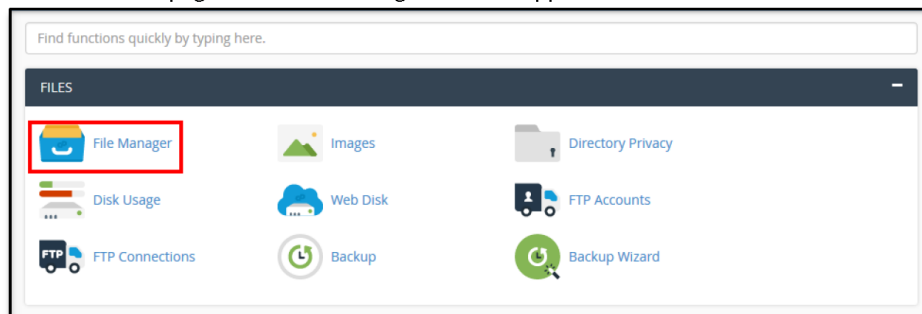 Find functions quickly by typing here.
FILES
File Manager
Images
Directory Privacy
Disk Usage
Web Disk
FTP Accounts
FTP
FTP Connections
Backup
Backup Wizard